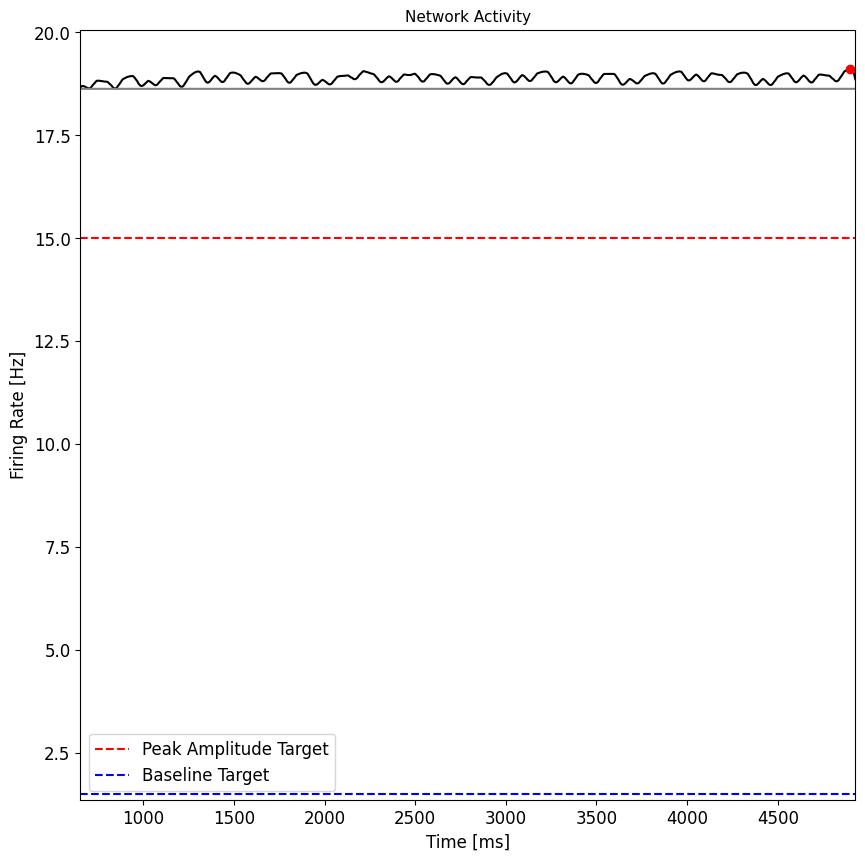 Network Activity
20.0
17.5
15.0
12.5
10.0
7.5
5.0
2.5
Firing Rate [Hz]
Peak Amplitude Target
Baseline Target
1000 1500 2000 2500 3000 3500 4000 4500
Time [ms]